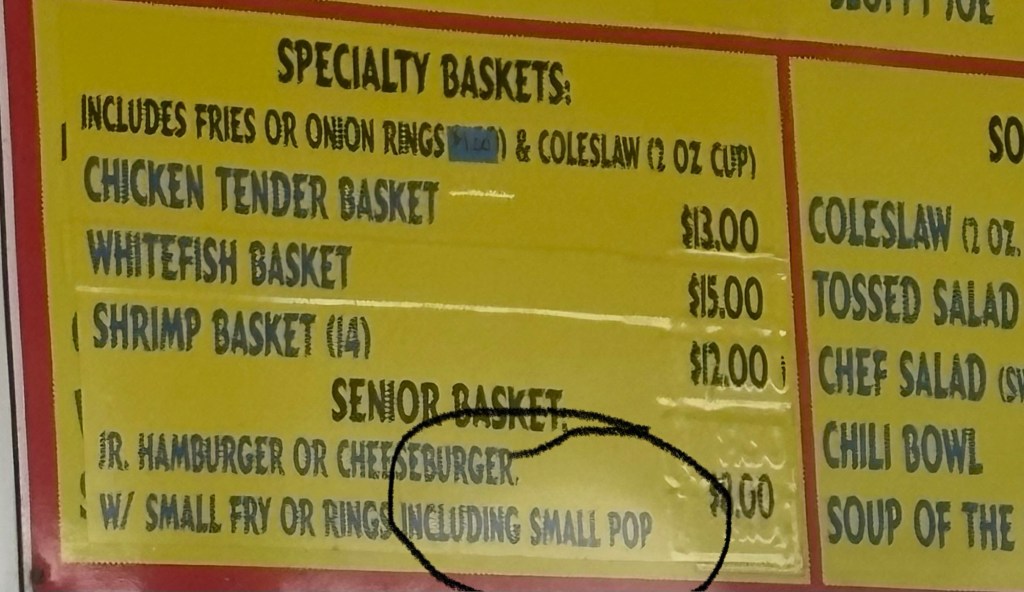 SPECIALTY BASKETS:
INCLUDES FRIES OR ONION RINGS ) & COLESLAW (2 OZ CUP)
CHICKEN TENDER BASKET $13.00
WHITEFISH BASKET $15.00
SHRIMP BASKET (14) $12.00
SENIOR BASKET:
JR. HAMBURGER OR CHEESEBURGER,
W/ SMALL FRY OR RINGS INCLUDING SMALL POP
SLOPPY JOE
SO
COLESLAW (2 OZ.
TOSSED SALAD
CHEF SALAD
CHILI BOWL
SOUP OF THE